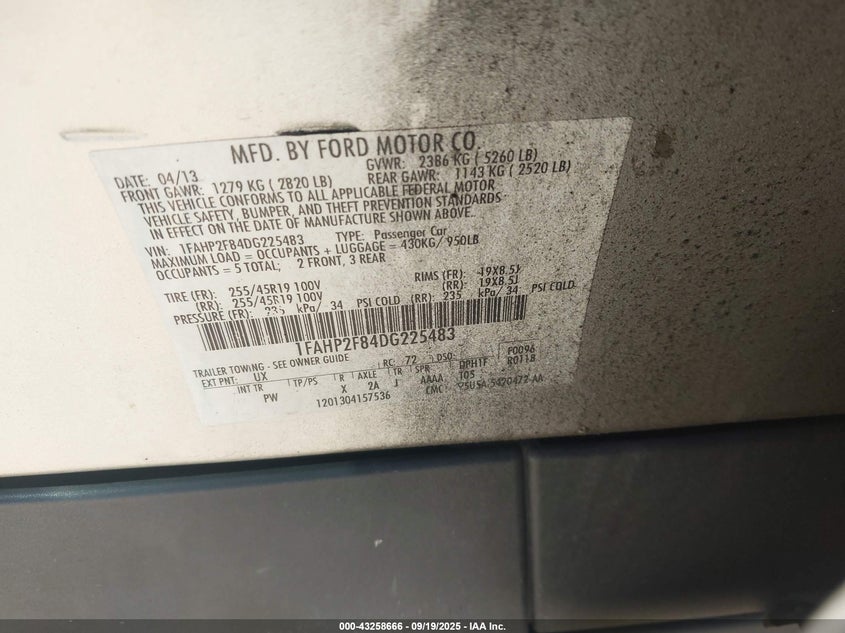 MFD. BY FORD MOTOR CO.
DATE: 04/13 GVWR: 2386 KG ( 5260 LB)
FRONT GAWR: 1279 KG ( 2820 LB) REAR GAWR: 1143 KG ( 2520 LB)
THIS VEHICLE CONFORMS TO ALL APPLICABLE FEDERAL MOTOR
VEHICLE SAFETY, BUMPER, AND THEFT PREVENTION STANDARDS
IN EFFECT ON THE DATE OF MANUFACTURE SHOWN ABOVE.
VIN: 1FAHP2F84DG225483 TYPE: Passenger Car
MAXIMUM LOAD = OCCUPANTS + LUGGAGE = 430KG/950LB
OCCUPANTS = 5 TOTAL; 2 FRONT, 3 REAR
TIRE (FR): 255/45R19 100V RIMS (FR): 19X8.5J
(RR): 255/45R19 100V (RR): 19X8.5J
PRESSURE (FR): 235 kPa/ 34 PSI COLD (RR): 235 kPa/ 34 PSI COLD
1FAHP2F84DG225483
TRAILER TOWING - SEE OWNER GUIDE RC: 72 DSO: F0096
EXT PNT: UX R0118
INT TR TP/PS R AXLE TR SPR DPH1F
PW X 2A J AAAA T05
1201304157536 CMC:
000-43258666 - 09/19/2025 - IAA Inc.